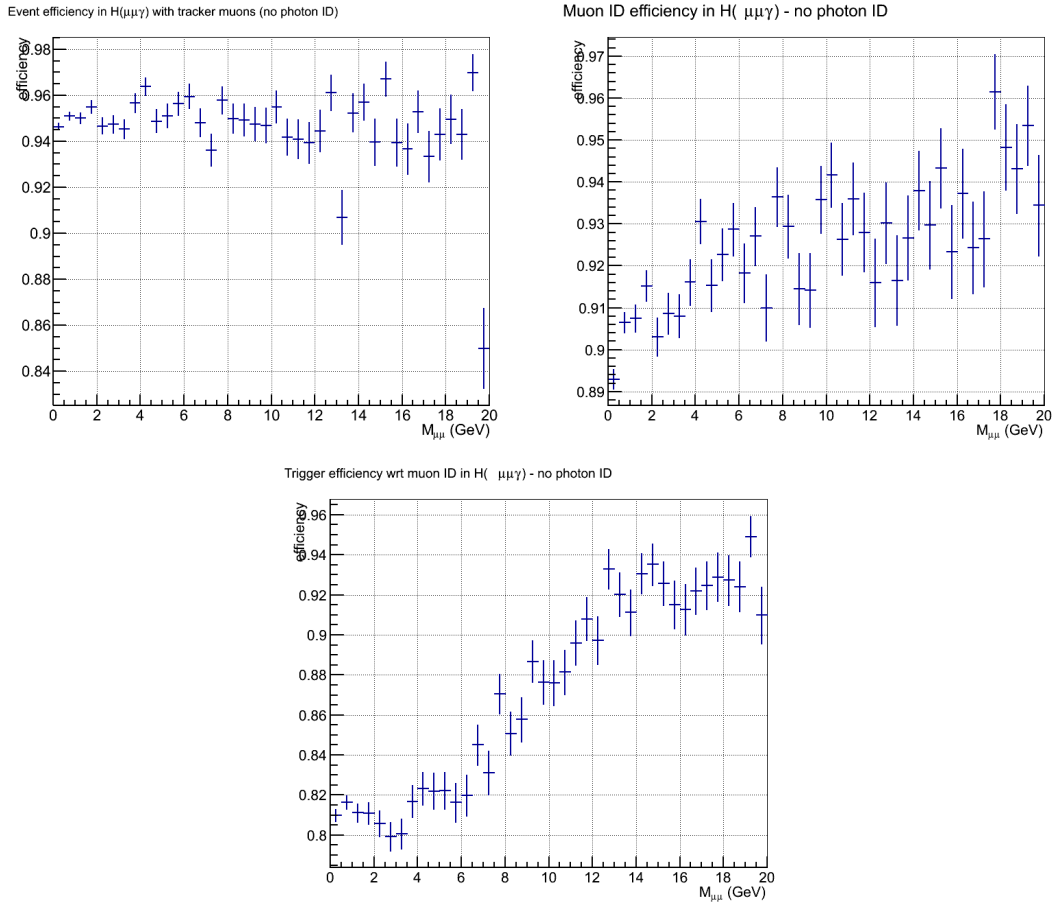 Event efficiency in H(μμγ) with tracker muons (no photon ID)
efficiency
0.98
0.96
0.94
0.92
0.9
0.88
0.86
0.84
0 2 4 6 8 10 12 14 16 18 20
Mμμ (GeV)
Muon ID efficiency in H( μμγ) - no photon ID
efficiency
0.97
0.96
0.95
0.94
0.93
0.92
0.91
0.9
0.89
0 2 4 6 8 10 12 14 16 18 20
Mμμ (GeV)
Trigger efficiency wrt muon ID in H( μμγ) - no photon ID
efficiency
0.96
0.94
0.92
0.9
0.88
0.86
0.84
0.82
0.8
0 2 4 6 8 10 12 14 16 18 20
Mμμ (GeV)